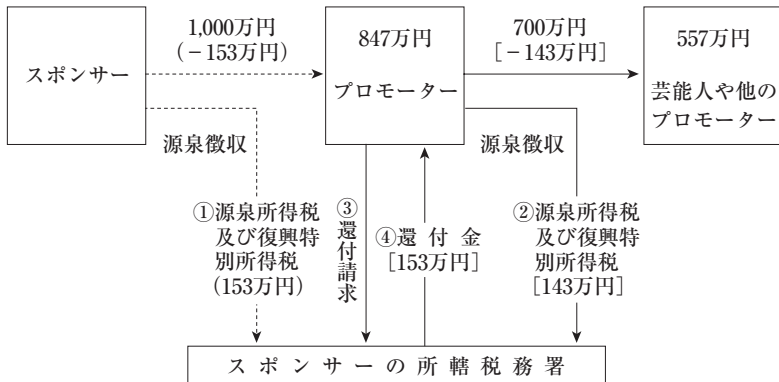 1,000万円
(-153万円)
700万円
[-143万円]
スポンサー
847万円
プロモーター
557万円
芸能人や他の
プロモーター
源泉徴収
源泉徴収
①源泉所得税
及び復興特
別所得税
(153万円)
③還付請求
④還付金
[153万円]
②源泉所得税
及び復興特
別所得税
[143万円]
スポンサーの所轄税務署